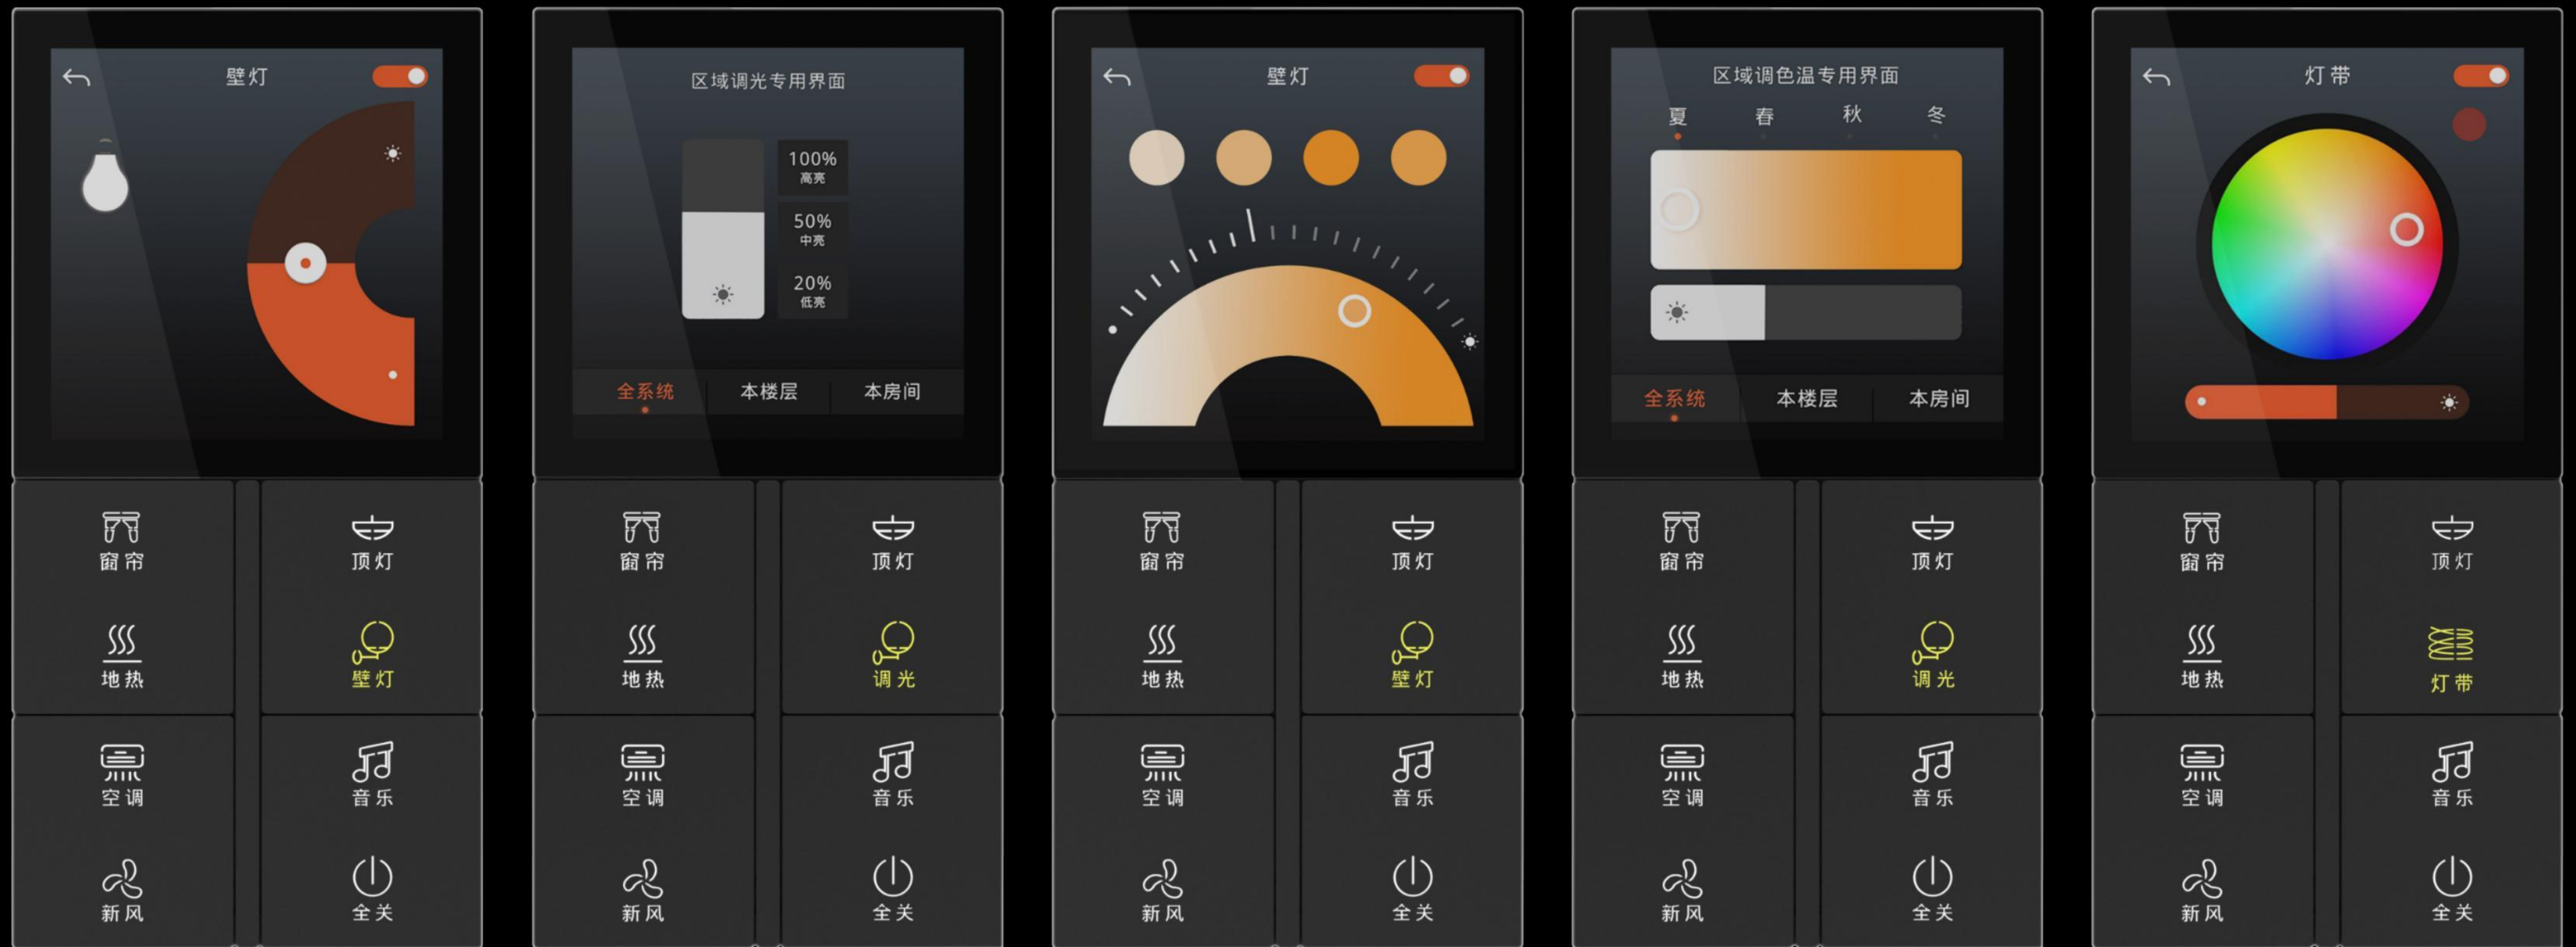 壁灯
窗帘
顶灯
地热
壁灯
空调
音乐
新风
全关
区域调光专用界面
100%
高亮
50%
中亮
20%
低亮
全系统 本楼层 本房间
窗帘
顶灯
地热
调光
空调
音乐
新风
全关
壁灯
窗帘
顶灯
地热
壁灯
空调
音乐
新风
全关
区域调色温专用界面
夏 春 秋 冬
全系统 本楼层 本房间
窗帘
顶灯
地热
调光
空调
音乐
新风
全关
灯带
窗帘
顶灯
地热
灯带
空调
音乐
新风
全关